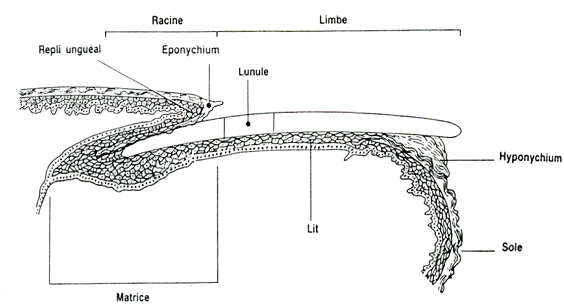 Racine
Limbe
Repli unguéal
Eponychium
Lunule
Hyponychium
Lit
Sole
Matrice